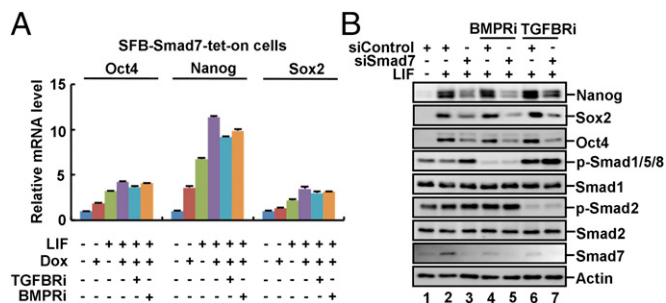 A
SFB-Smad7-tet-on cells
Oct4 Nanog Sox2
Relative mRNA level
15
10
5
0
LIF - - + + + + - - + + + + - - + + + +
Dox - + - + + + - + - + + + - + - + + +
TGFBRi - - - - + - - - - - + - - - - - + -
BMPRi - - - - - + - - - - - + - - - - - +
B
BMPRi TGFBRi
siControl + + - + - + -
siSmad7 - - + - + - +
LIF - + + + + + +
Nanog
Sox2
Oct4
p-Smad1/5/8
Smad1
p-Smad2
Smad2
Smad7
Actin
1 2 3 4 5 6 7